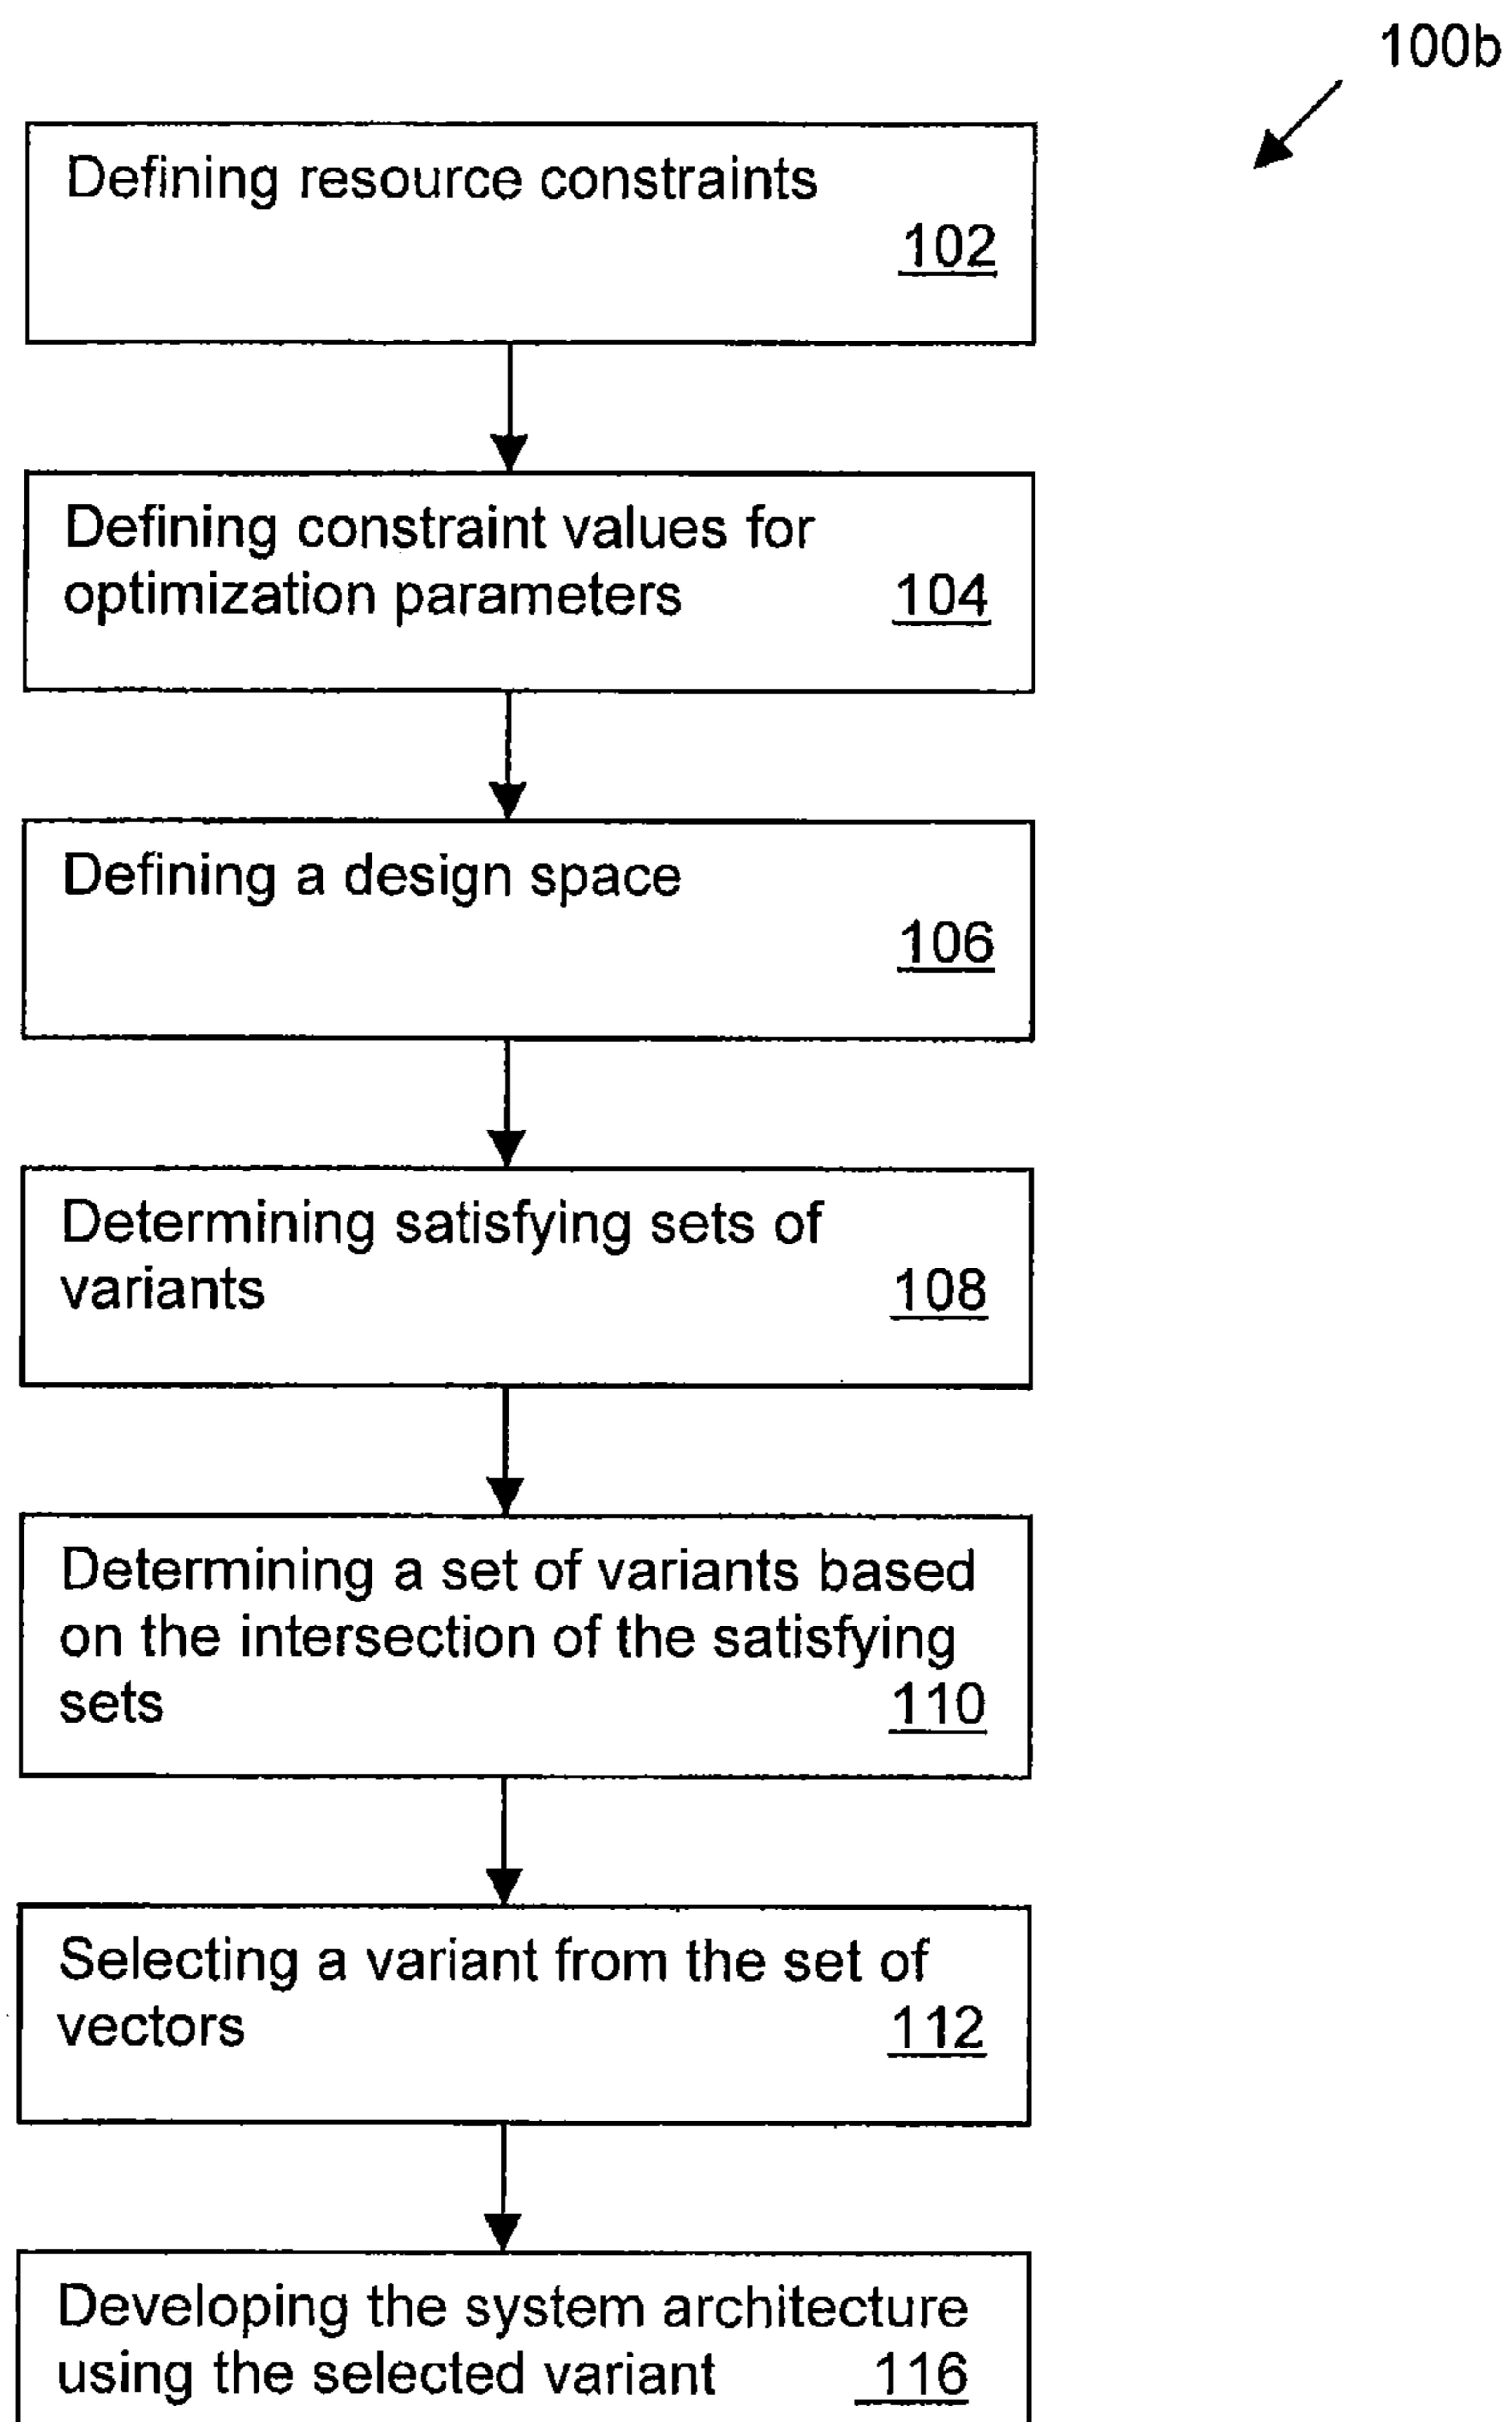 100b
Defining resource constraints
102
Defining constraint values for
optimization parameters 104
Defining a design space
106
Determining satisfying sets of
variants 108
Determining a set of variants based
on the intersection of the satisfying
sets 110
Selecting a variant from the set of
vectors 112
Developing the system architecture
using the selected variant 116